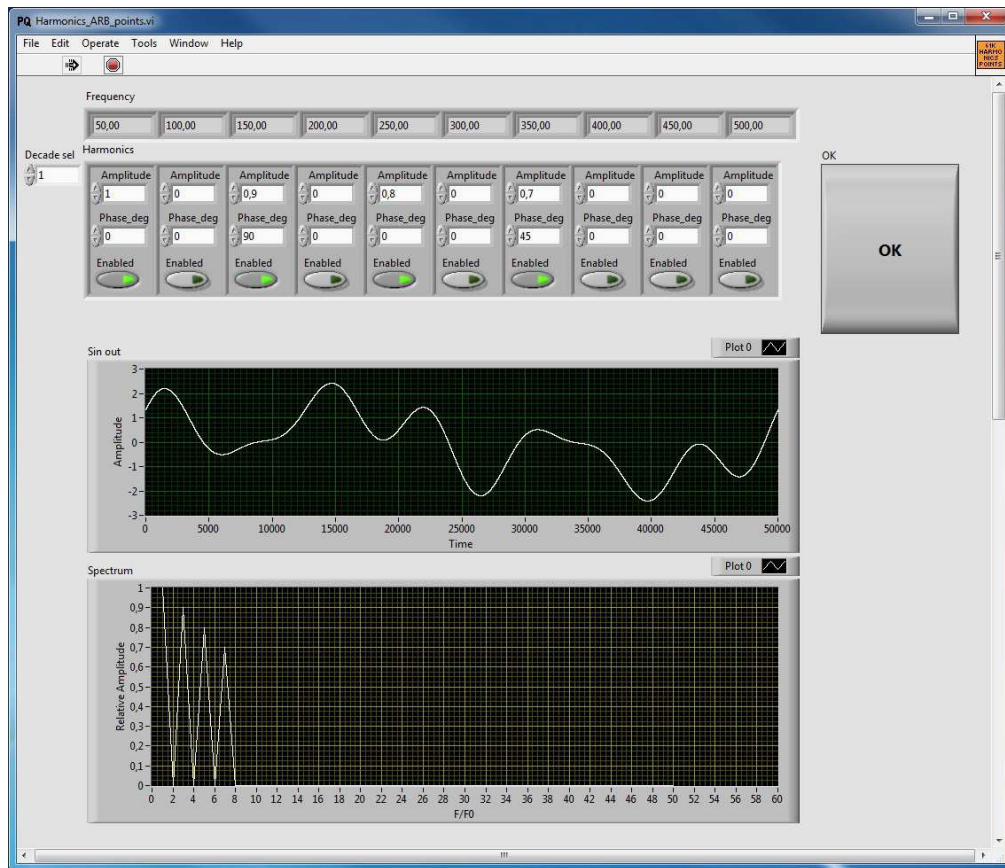 PQ Harmonics_ARB_points.vi
File Edit Operate Tools Window Help
61K
HARMO
NICS
POINTS
Frequency
50,00 100,00 150,00 200,00 250,00 300,00 350,00 400,00 450,00 500,00
Decade sel Harmonics OK
1
Amplitude Amplitude Amplitude Amplitude Amplitude Amplitude Amplitude Amplitude Amplitude Amplitude
1 0 0,9 0 0,8 0 0,7 0 0 0
Phase_deg Phase_deg Phase_deg Phase_deg Phase_deg Phase_deg Phase_deg Phase_deg Phase_deg Phase_deg
0 0 90 0 0 0 45 0 0 0
Enabled Enabled Enabled Enabled Enabled Enabled Enabled Enabled Enabled Enabled
OK
Sin out Plot 0
Amplitude
3
2
1
0
-1
-2
-3
0 5000 10000 15000 20000 25000 30000 35000 40000 45000 50000
Time
Spectrum Plot 0
Relative Amplitude
1
0,9
0,8
0,7
0,6
0,5
0,4
0,3
0,2
0,1
0
0 2 4 6 8 10 12 14 16 18 20 22 24 26 28 30 32 34 36 38 40 42 44 46 48 50 52 54 56 58 60
F/F0